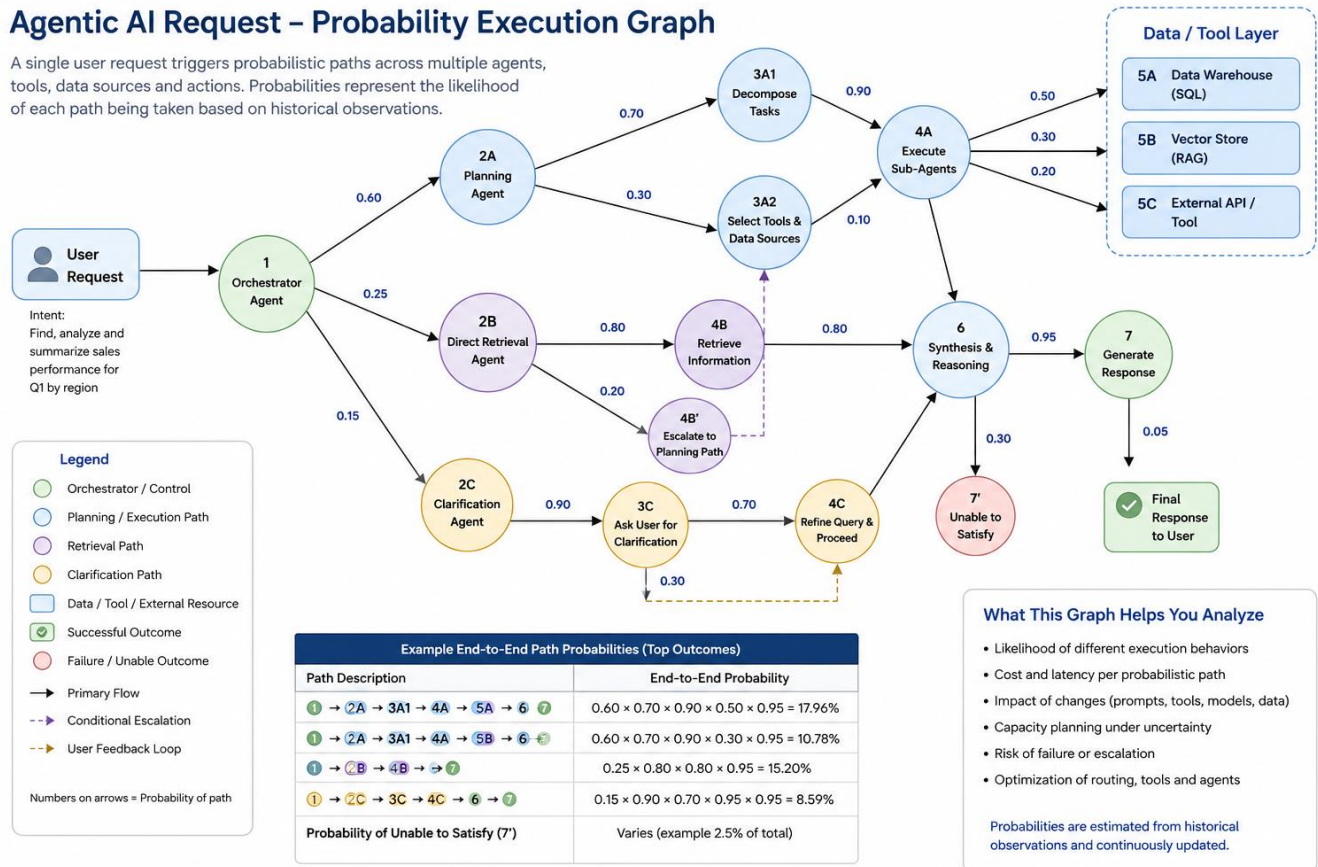 Agentic AI Request – Probability Execution Graph
A single user request triggers probabilistic paths across multiple agents,
tools, data sources and actions. Probabilities represent the likelihood
of each path being taken based on historical observations.
User
Request
Intent:
Find, analyze and
summarize sales
performance for
Q1 by region
1
Orchestrator
Agent
0.60
0.25
0.15
2A
Planning
Agent
0.70
0.30
3A1
Decompose
Tasks
0.90
3A2
Select Tools &
Data Sources
0.10
4A
Execute
Sub-Agents
0.50
0.30
0.20
Data / Tool Layer
5A Data Warehouse
(SQL)
5B Vector Store
(RAG)
5C External API /
Tool
2B
Direct Retrieval
Agent
0.80
0.20
4B
Retrieve
Information
0.80
4B'
Escalate to
Planning Path
6
Synthesis &
Reasoning
0.95
0.30
7
Generate
Response
0.05
7'
Unable to
Satisfy
Final
Response
to User
2C
Clarification
Agent
0.90
3C
Ask User for
Clarification
0.70
0.30
4C
Refine Query &
Proceed
Legend
Orchestrator / Control
Planning / Execution Path
Retrieval Path
Clarification Path
Data / Tool / External Resource
Successful Outcome
Failure / Unable Outcome
Primary Flow
Conditional Escalation
User Feedback Loop
Numbers on arrows = Probability of path
Example End-to-End Path Probabilities (Top Outcomes)
Path Description End-to-End Probability
1 → 2A → 3A1 → 4A → 5A → 6 7 0.60 × 0.70 × 0.90 × 0.50 × 0.95 = 17.96%
1 → 2A → 3A1 → 4A → 5B → 6 0.60 × 0.70 × 0.90 × 0.30 × 0.95 = 10.78%
1 → 2B → 4B → → 7 0.25 × 0.80 × 0.80 × 0.95 = 15.20%
1 → 2C → 3C → 4C → 6 → 7 0.15 × 0.90 × 0.70 × 0.95 × 0.95 = 8.59%
Probability of Unable to Satisfy (7') Varies (example 2.5% of total)
What This Graph Helps You Analyze
• Likelihood of different execution behaviors
• Cost and latency per probabilistic path
• Impact of changes (prompts, tools, models, data)
• Capacity planning under uncertainty
• Risk of failure or escalation
• Optimization of routing, tools and agents
Probabilities are estimated from historical
observations and continuously updated.